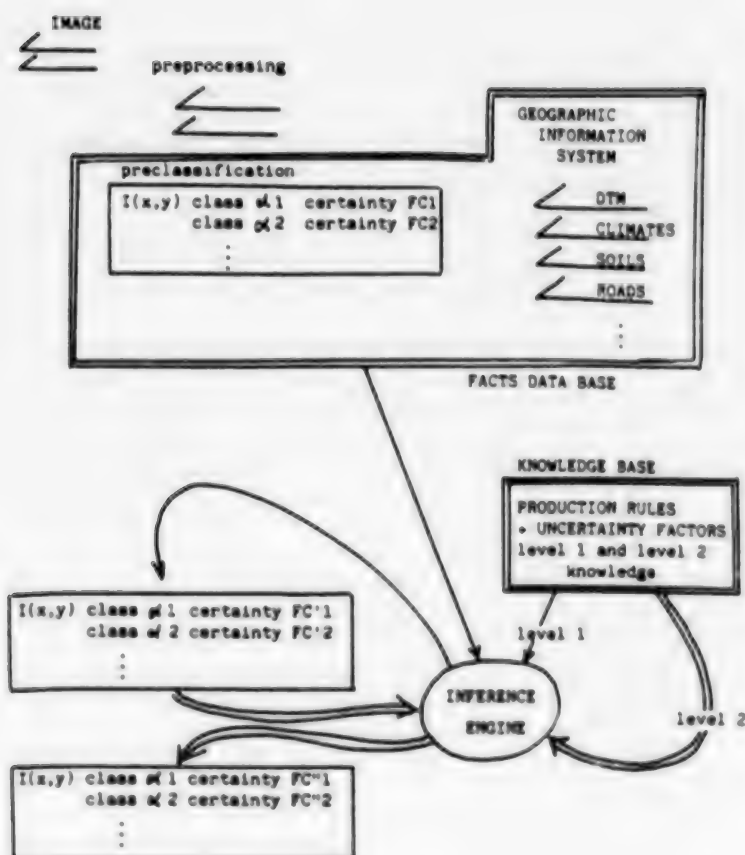 IMAGE
preprocessing
GEOGRAPHIC
INFORMATION
SYSTEM
preclassification
I(x,y) class α1 certainty FC1
class α2 certainty FC2
DTM
CLIMATES
SOILS
ROADS
FACTS DATA BASE
KNOWLEDGE BASE
PRODUCTION RULES
+ UNCERTAINTY FACTORS
level 1 and level 2
knowledge
I(x,y) class α1 certainty FC'1
class α2 certainty FC'2
level 1
INFERENCE
ENGINE
level 2
I(x,y) class α1 certainty FC"1
class α2 certainty FC"2